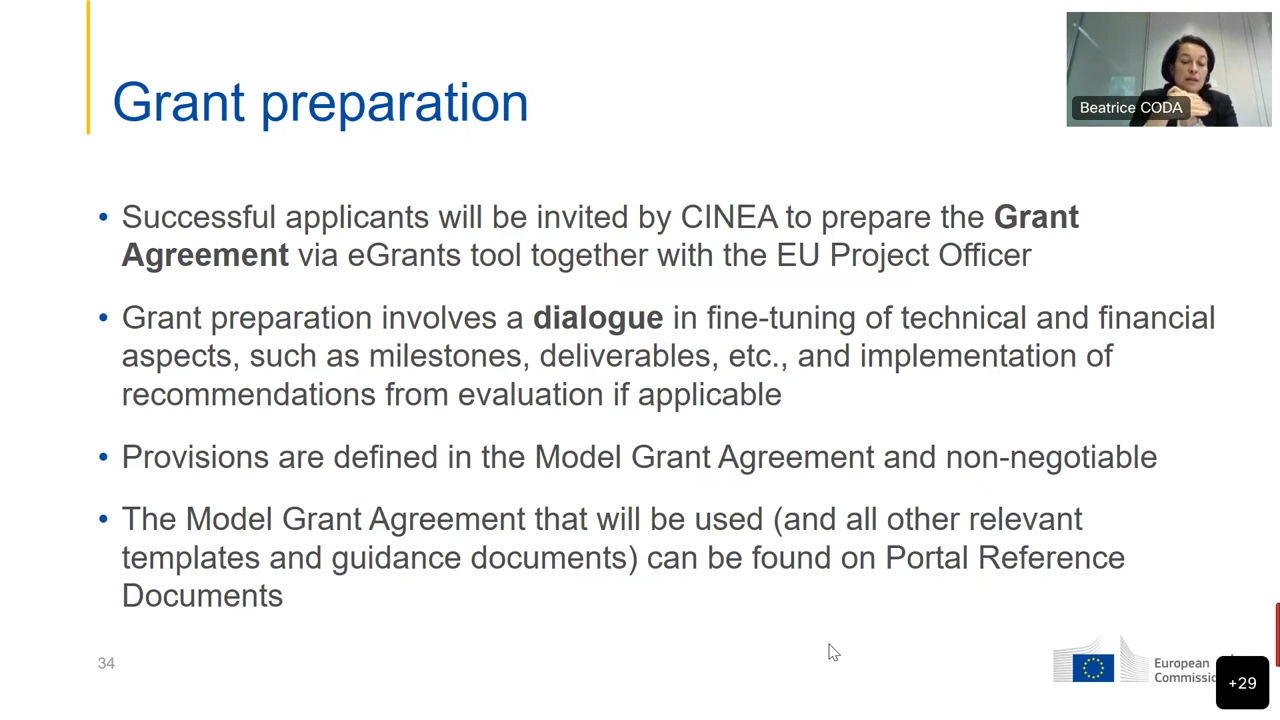 Grant preparation
Beatrice CODA
• Successful applicants will be invited by CINEA to prepare the Grant
Agreement via eGrants tool together with the EU Project Officer
• Grant preparation involves a dialogue in fine-tuning of technical and financial
aspects, such as milestones, deliverables, etc., and implementation of
recommendations from evaluation if applicable
• Provisions are defined in the Model Grant Agreement and non-negotiable
• The Model Grant Agreement that will be used (and all other relevant
templates and guidance documents) can be found on Portal Reference
Documents
34
European
Commissi
+29